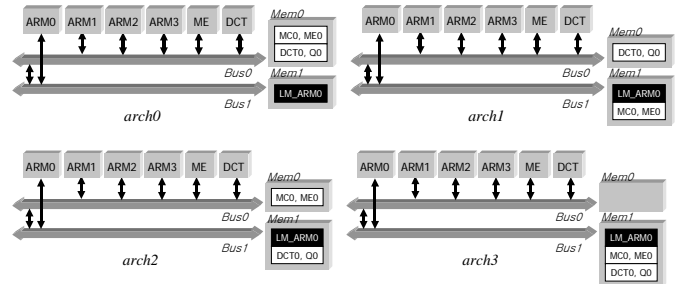 ARM0 ARM1 ARM2 ARM3 ME DCT
Mem0
MC0, ME0
DCT0, Q0
Bus0
Mem1
LM_ARM0
Bus1
arch0
ARM0 ARM1 ARM2 ARM3 ME DCT
Mem0
DCT0, Q0
Bus0
Mem1
LM_ARM0
MC0, ME0
Bus1
arch1
ARM0 ARM1 ARM2 ARM3 ME DCT
Mem0
MC0, ME0
Bus0
Mem1
LM_ARM0
DCT0, Q0
Bus1
arch2
ARM0 ARM1 ARM2 ARM3 ME DCT
Mem0
Bus0
Mem1
LM_ARM0
MC0, ME0
DCT0, Q0
Bus1
arch3